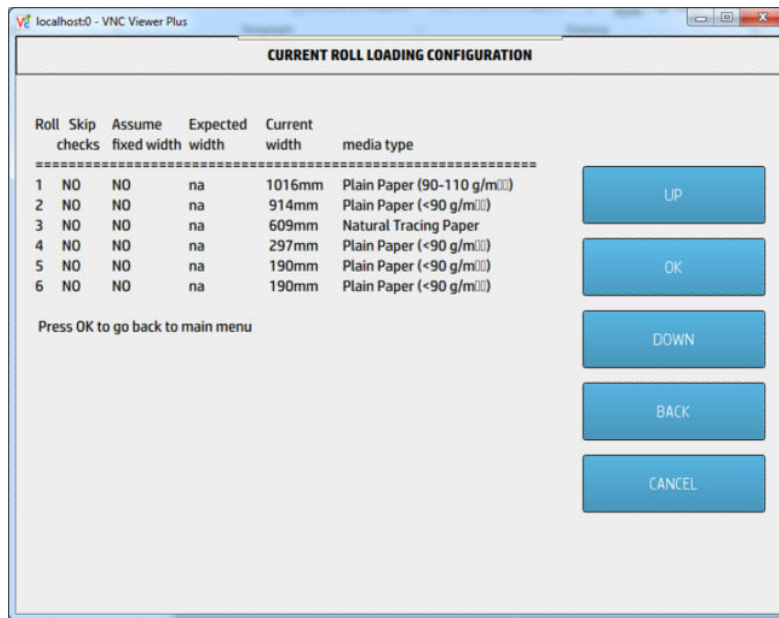 localhost:0 - VNC Viewer Plus
CURRENT ROLL LOADING CONFIGURATION
Roll Skip Assume Expected Current
checks fixed width width width media type
=============================================================
1 NO NO na 1016mm Plain Paper (90-110 g/m▯▯)
2 NO NO na 914mm Plain Paper (<90 g/m▯▯)
3 NO NO na 609mm Natural Tracing Paper
4 NO NO na 297mm Plain Paper (<90 g/m▯▯)
5 NO NO na 190mm Plain Paper (<90 g/m▯▯)
6 NO NO na 190mm Plain Paper (<90 g/m▯▯)
Press OK to go back to main menu
UP
OK
DOWN
BACK
CANCEL